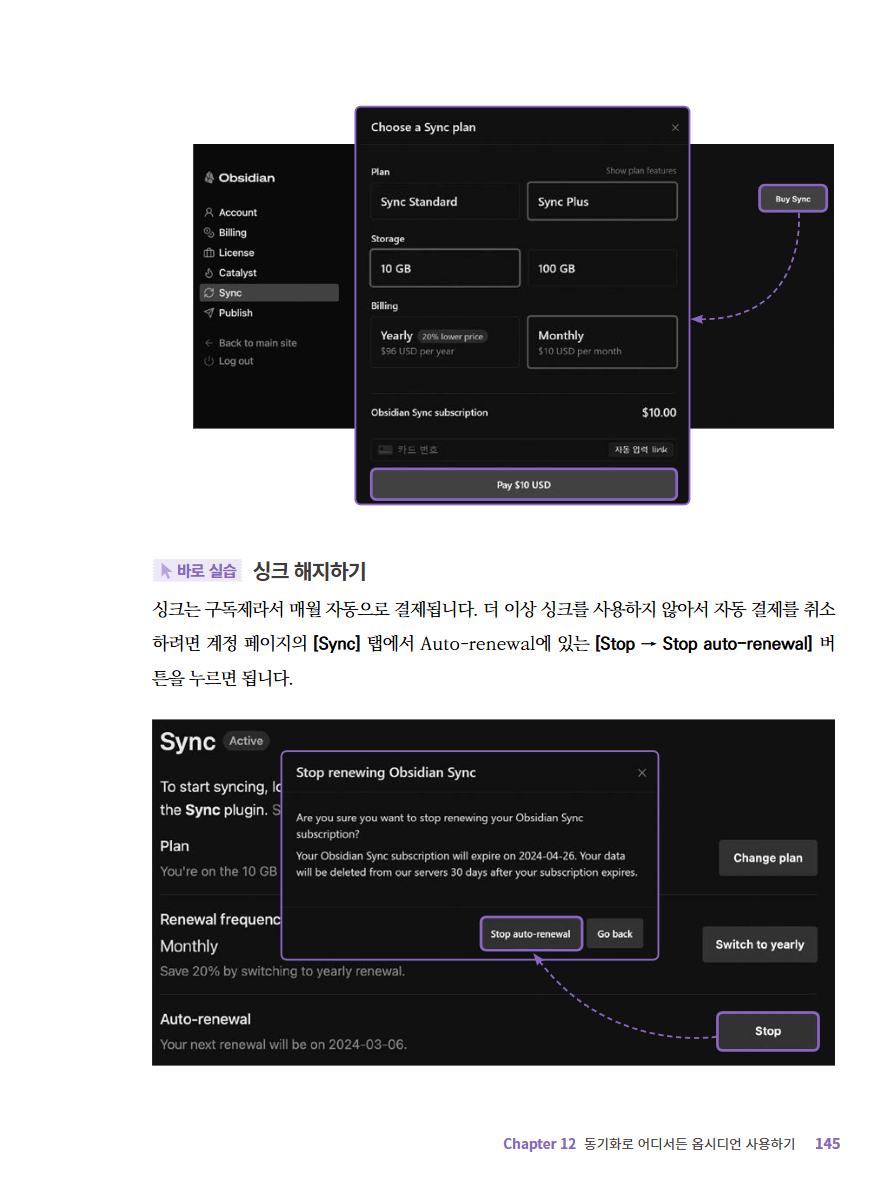 Choose a Sync plan
Obsidian
Account
Billing
License
Catalyst
Sync
Publish
Back to main site
Log out
Plan
Show plan features
Sync Standard
Sync Plus
Storage
10 GB
100 GB
Billing
Yearly 20% lower price
$96 USD per year
Monthly
$10 USD per month
Obsidian Sync subscription
$10.00
카드 번호
자동 입력 link
Pay $10 USD
Buy Sync
바로 실습 싱크 해지하기
싱크는 구독제라서 매월 자동으로 결제됩니다. 더 이상 싱크를 사용하지 않아서 자동 결제를 취소
하려면 계정 페이지의 [Sync] 탭에서 Auto-renewal에 있는 [Stop → Stop auto-renewal] 버
튼을 누르면 됩니다.
Sync Active
To start syncing, lo
the Sync plugin. S
Plan
You're on the 10 GB
Change plan
Renewal frequenc
Monthly
Save 20% by switching to yearly renewal.
Switch to yearly
Auto-renewal
Your next renewal will be on 2024-03-06.
Stop
Stop renewing Obsidian Sync
Are you sure you want to stop renewing your Obsidian Sync
subscription?
Your Obsidian Sync subscription will expire on 2024-04-26. Your data
will be deleted from our servers 30 days after your subscription expires.
Stop auto-renewal
Go back
Chapter 12 동기화로 어디서든 옵시디언 사용하기 145